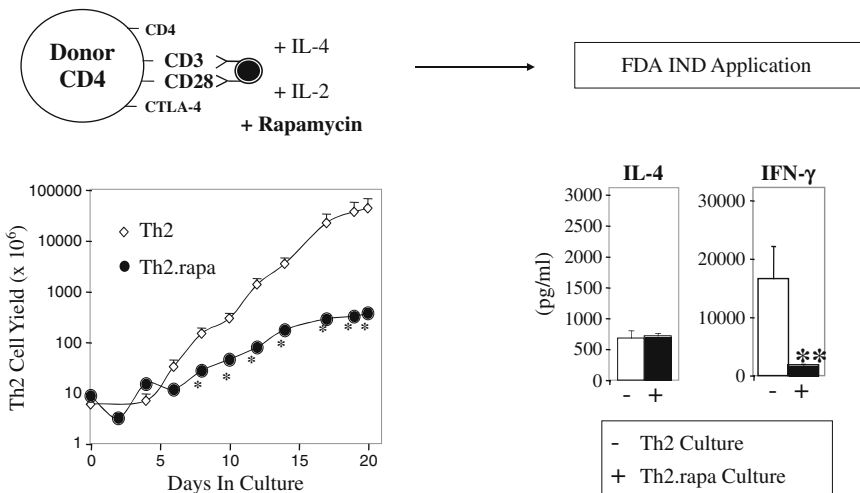 CD4
Donor
CD4
CD3
CD28
CTLA-4
+ IL-4
+ IL-2
+ Rapamycin
FDA IND Application
Th2 Cell Yield (x 10⁶)
100000
10000
1000
100
10
1
0
5
10
15
20
Days In Culture
Th2
Th2.rapa
* * * * * * *
IL-4
(pg/ml)
3000
2500
2000
1500
1000
500
0
- +
IFN-γ
30000
20000
10000
0
**
- +
- Th2 Culture
+ Th2.rapa Culture